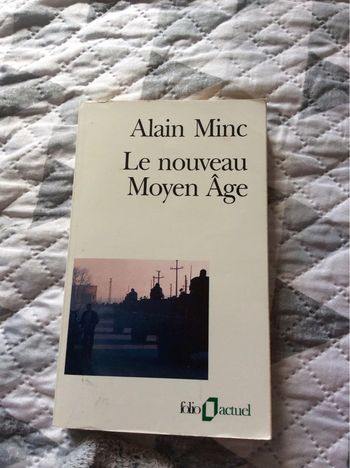 Alain Minc
Le nouveau
Moyen Âge
folio actuel